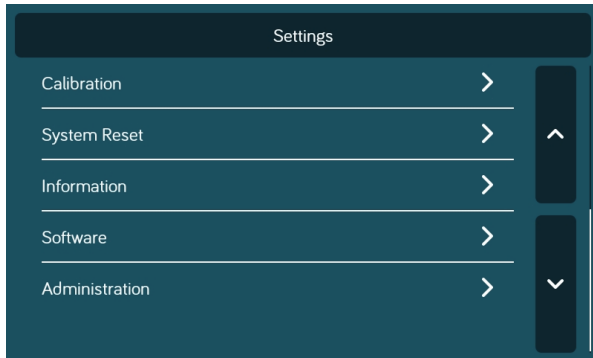 Settings
Calibration
System Reset
Information
Software
Administration